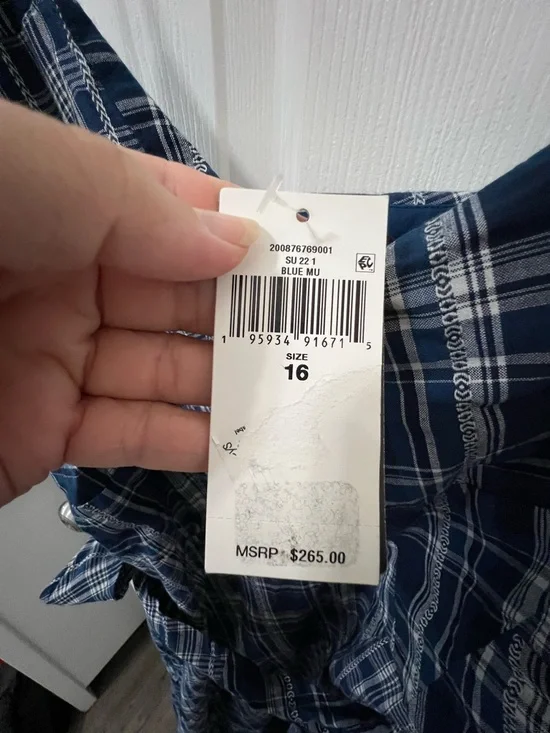 200876769001
SU 22 1
BLUE MU
1 95934 91671 5
SIZE
16
MSRP $265.00